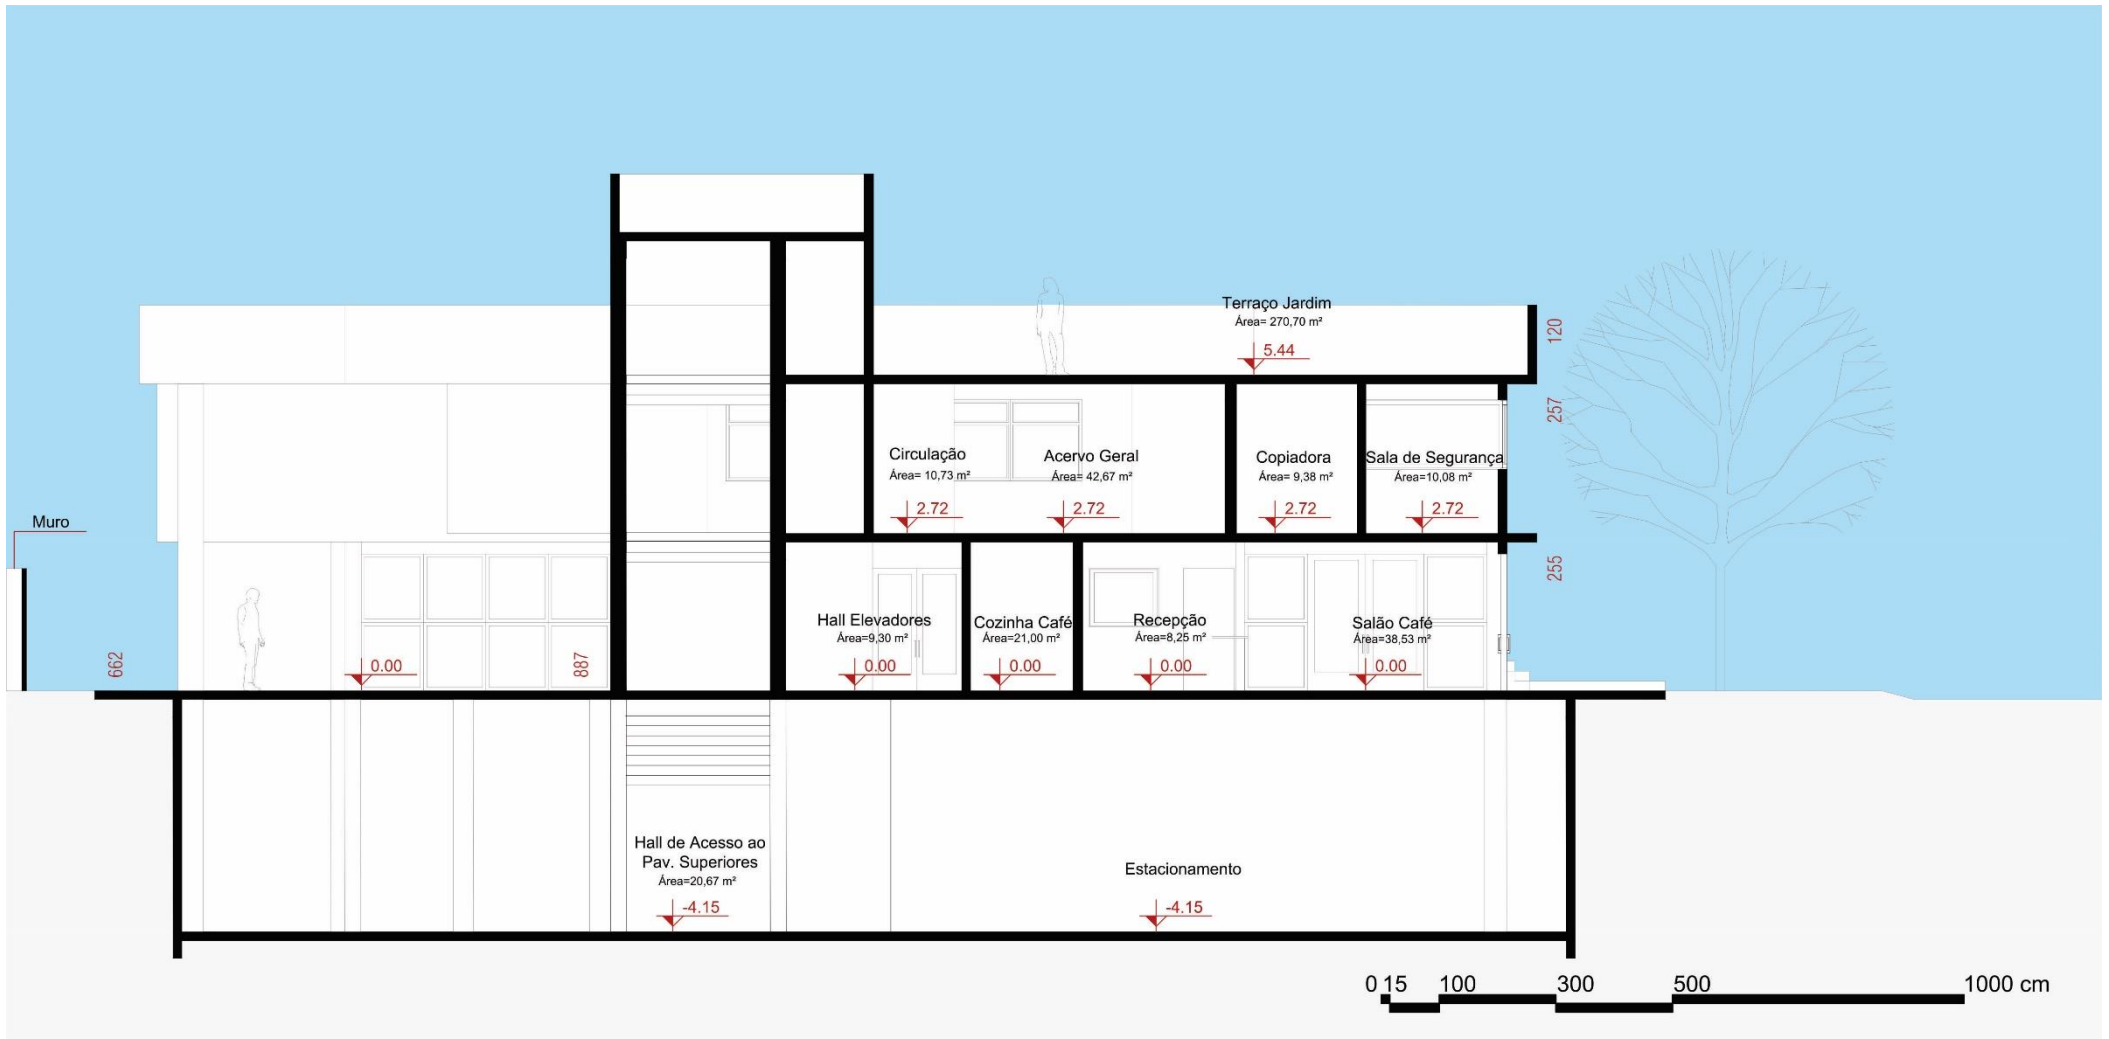 Terraço Jardim
Área= 270,70 m²
5.44
120
257
Circulação
Área= 10,73 m²
2.72
Acervo Geral
Área= 42,67 m²
2.72
Copiadora
Área= 9,38 m²
2.72
Sala de Segurança
Área=10,08 m²
2.72
Muro
255
662
0.00
887
Hall Elevadores
Área=9,30 m²
0.00
Cozinha Café
Área=21,00 m²
0.00
Recepção
Área=8,25 m²
0.00
Salão Café
Área=38,53 m²
0.00
Hall de Acesso ao
Pav. Superiores
Área=20,67 m²
-4.15
Estacionamento
-4.15
0 15 100 300 500 1000 cm